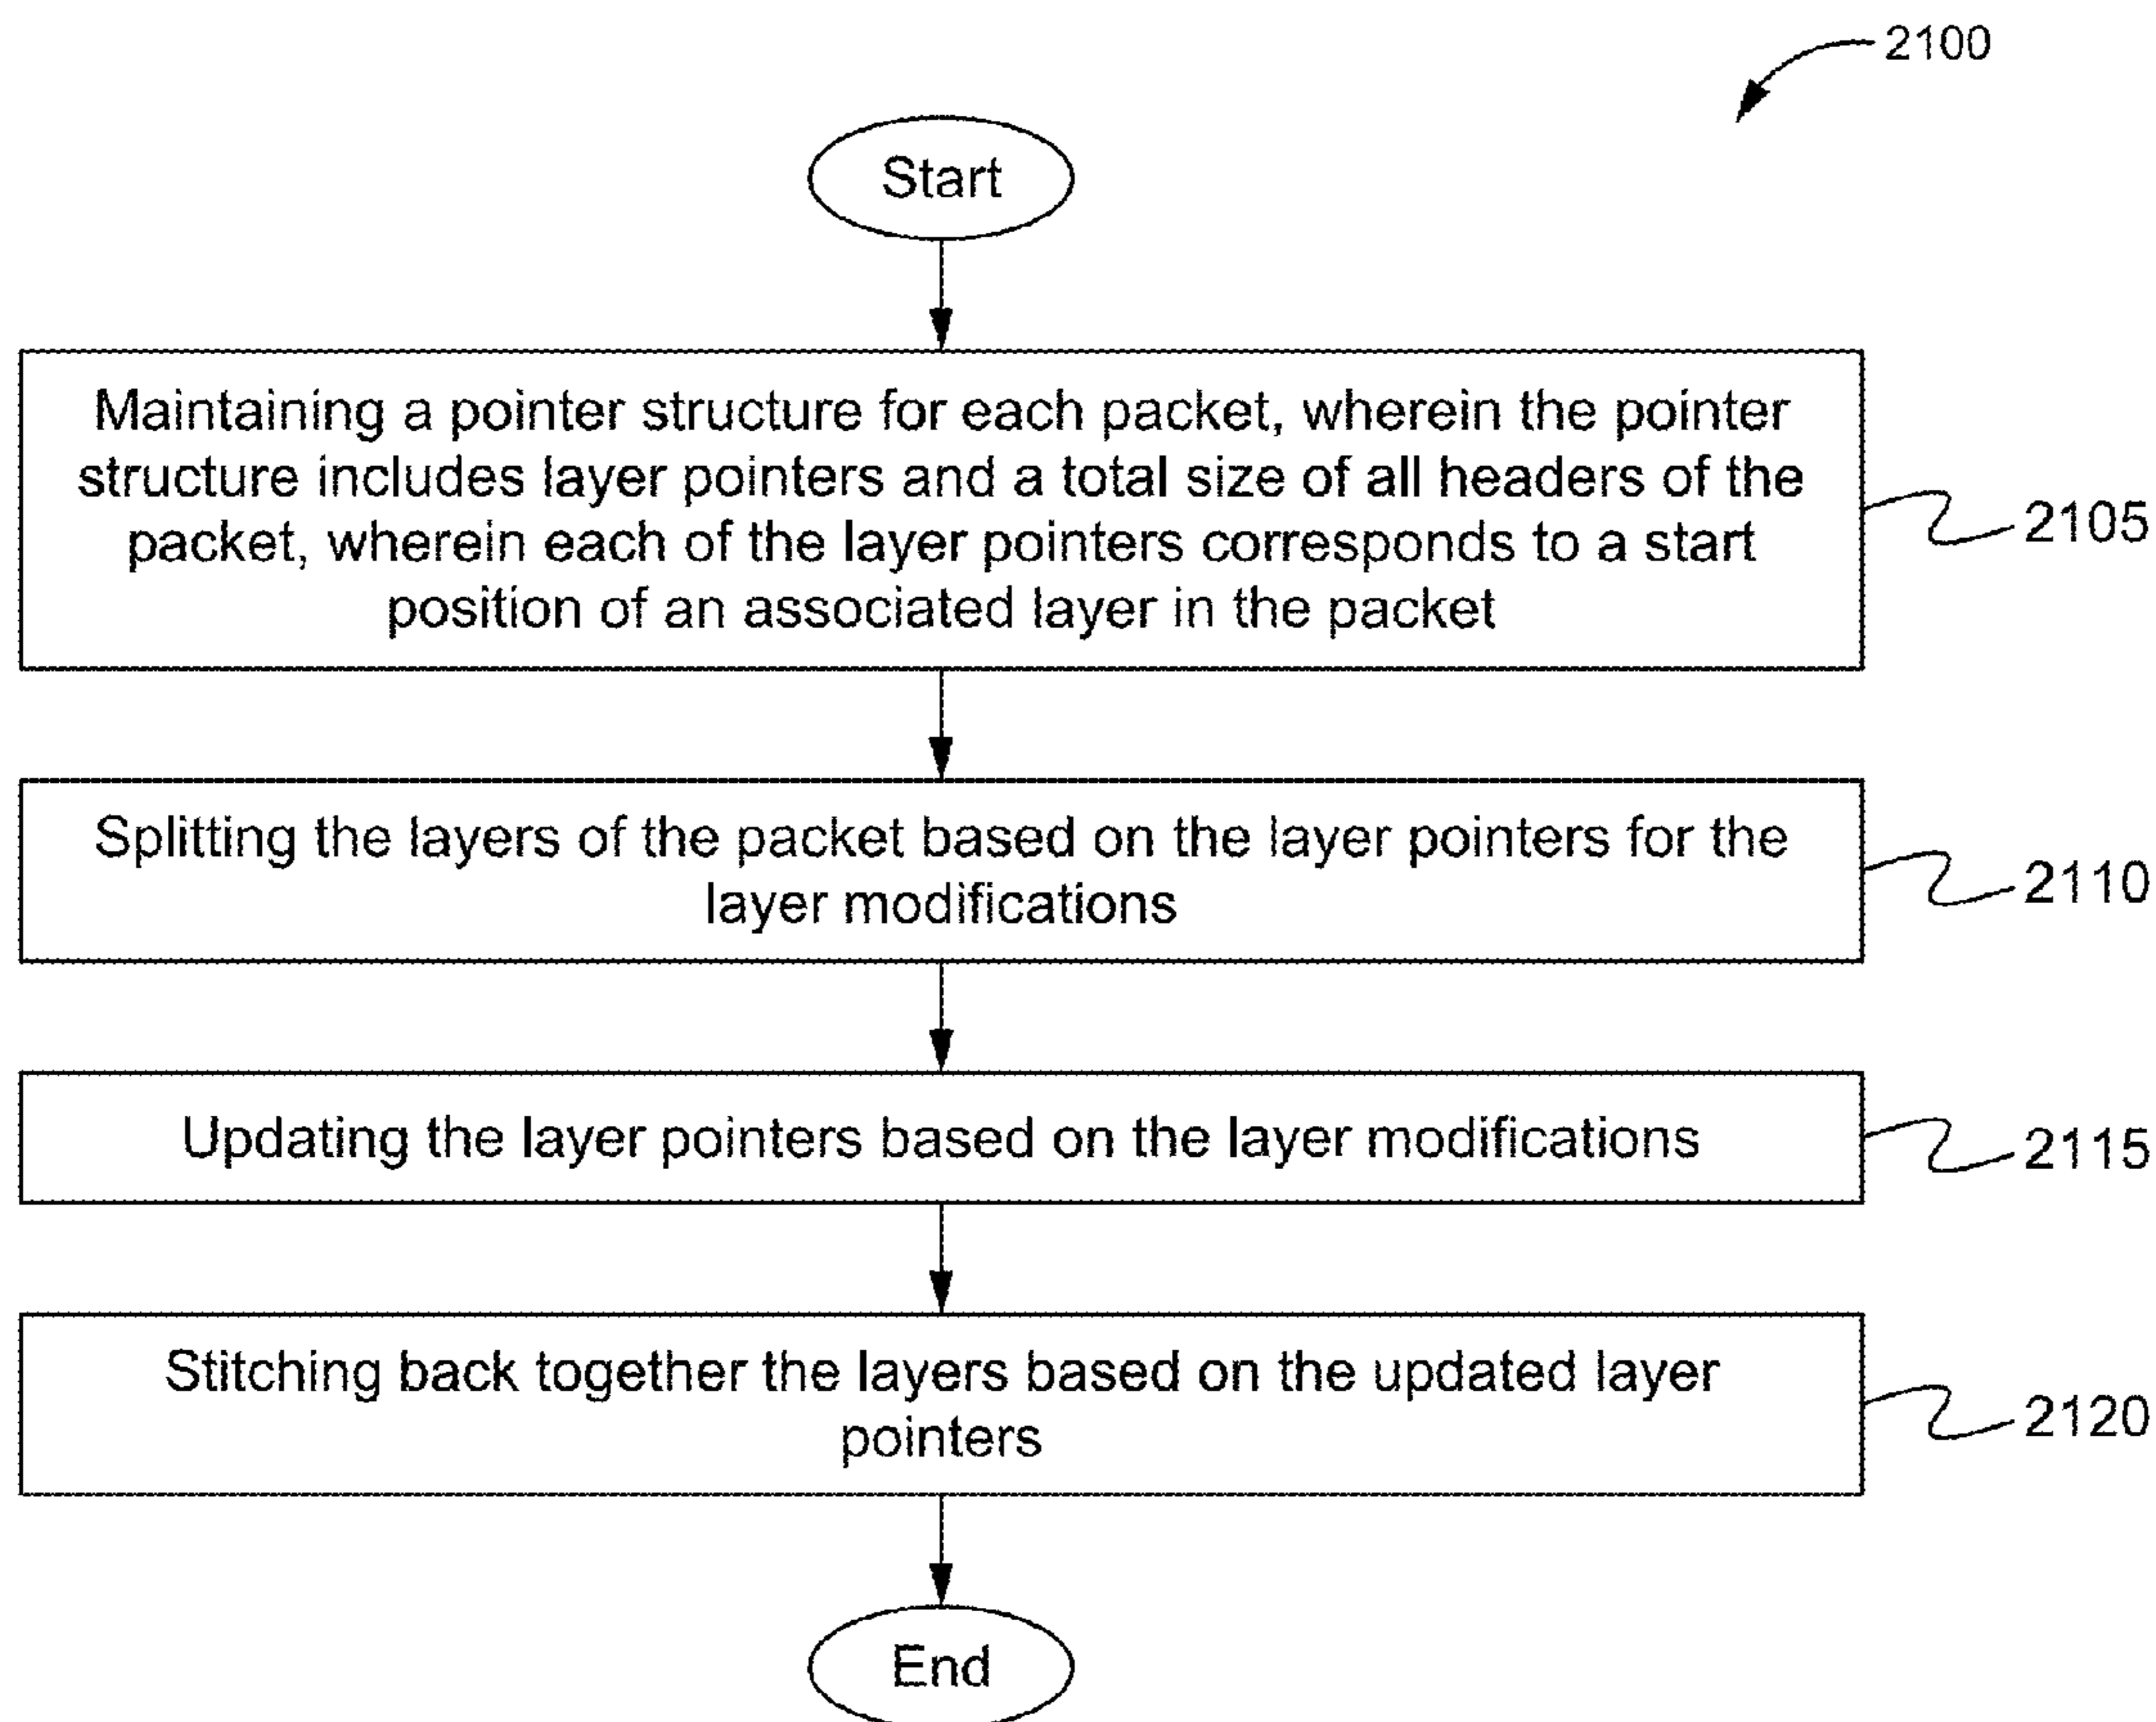 2100
Start
Maintaining a pointer structure for each packet, wherein the pointer
structure includes layer pointers and a total size of all headers of the
packet, wherein each of the layer pointers corresponds to a start
position of an associated layer in the packet
2105
Splitting the layers of the packet based on the layer pointers for the
layer modifications
2110
Updating the layer pointers based on the layer modifications
2115
Stitching back together the layers based on the updated layer
pointers
2120
End